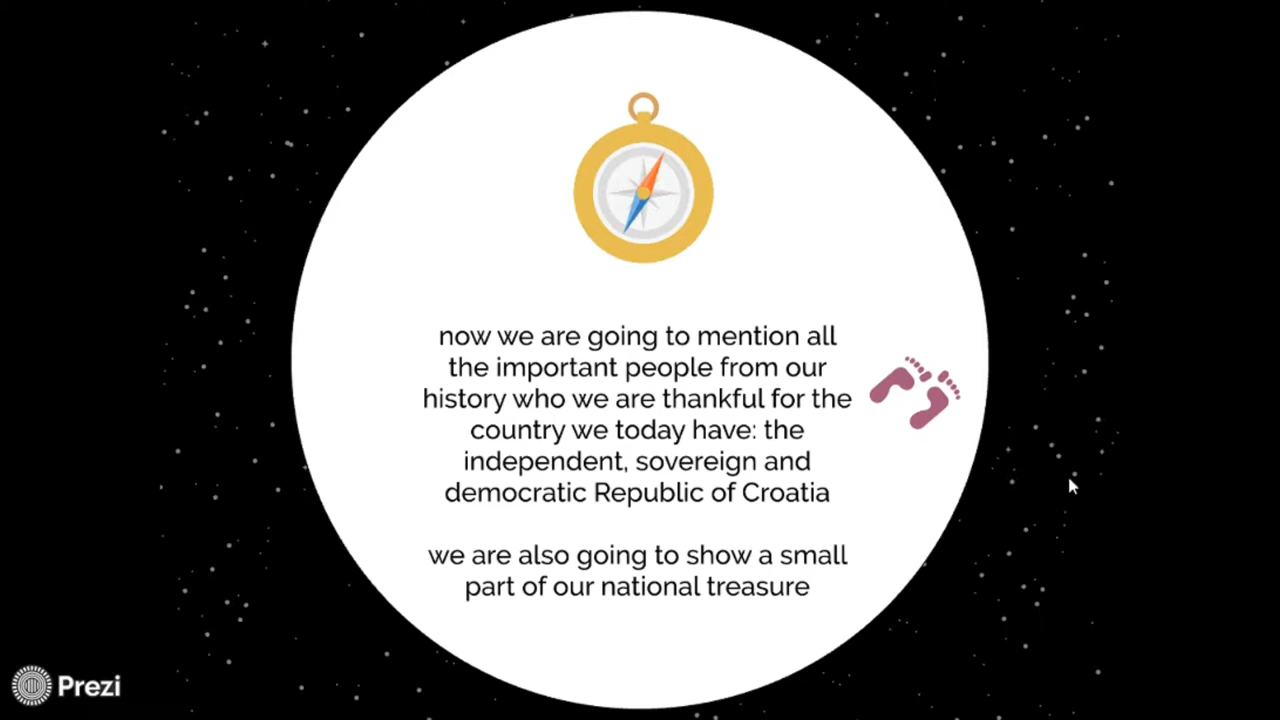 now we are going to mention all
the important people from our
history who we are thankful for the
country we today have: the
independent, sovereign and
democratic Republic of Croatia
we are also going to show a small
part of our national treasure
Prezi